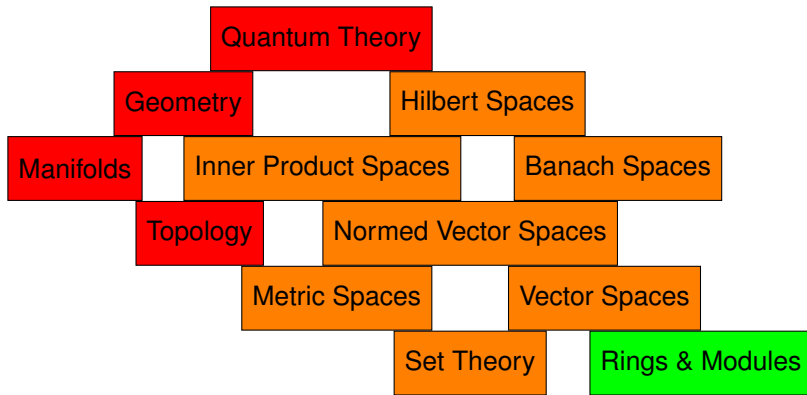 Quantum Theory
Geometry
Hilbert Spaces
Manifolds
Inner Product Spaces
Banach Spaces
Topology
Normed Vector Spaces
Metric Spaces
Vector Spaces
Set Theory
Rings & Modules